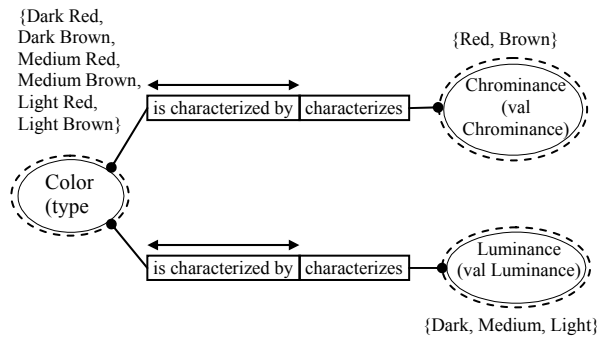 {Dark Red,
Dark Brown,
Medium Red,
Medium Brown,
Light Red,
Light Brown}
{Red, Brown}
is characterized by characterizes
Chrominance
(val
Chrominance)
Color
(type
is characterized by characterizes
Luminance
(val Luminance)
{Dark, Medium, Light}